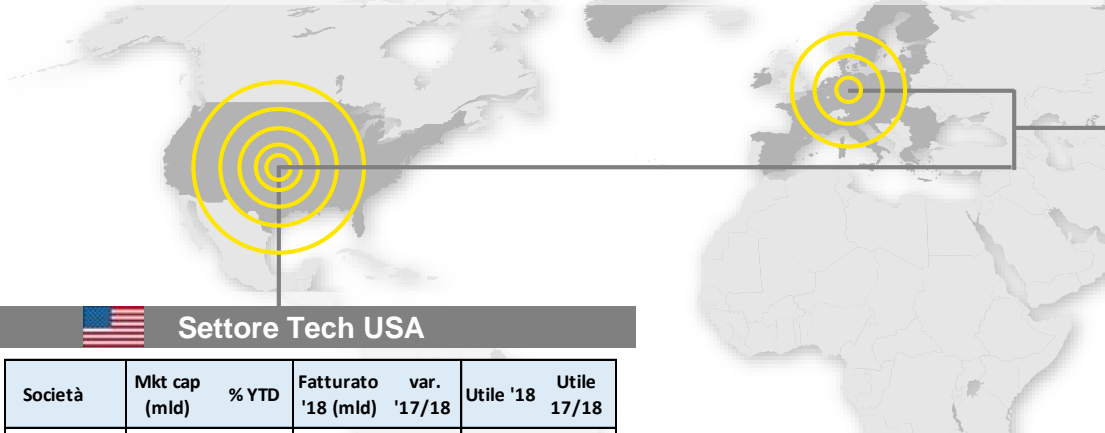 Settore Tech USA
Società Mkt cap (mld) % YTD Fatturato '18 (mld) var. '17/18 Utile '18 Utile 17/18